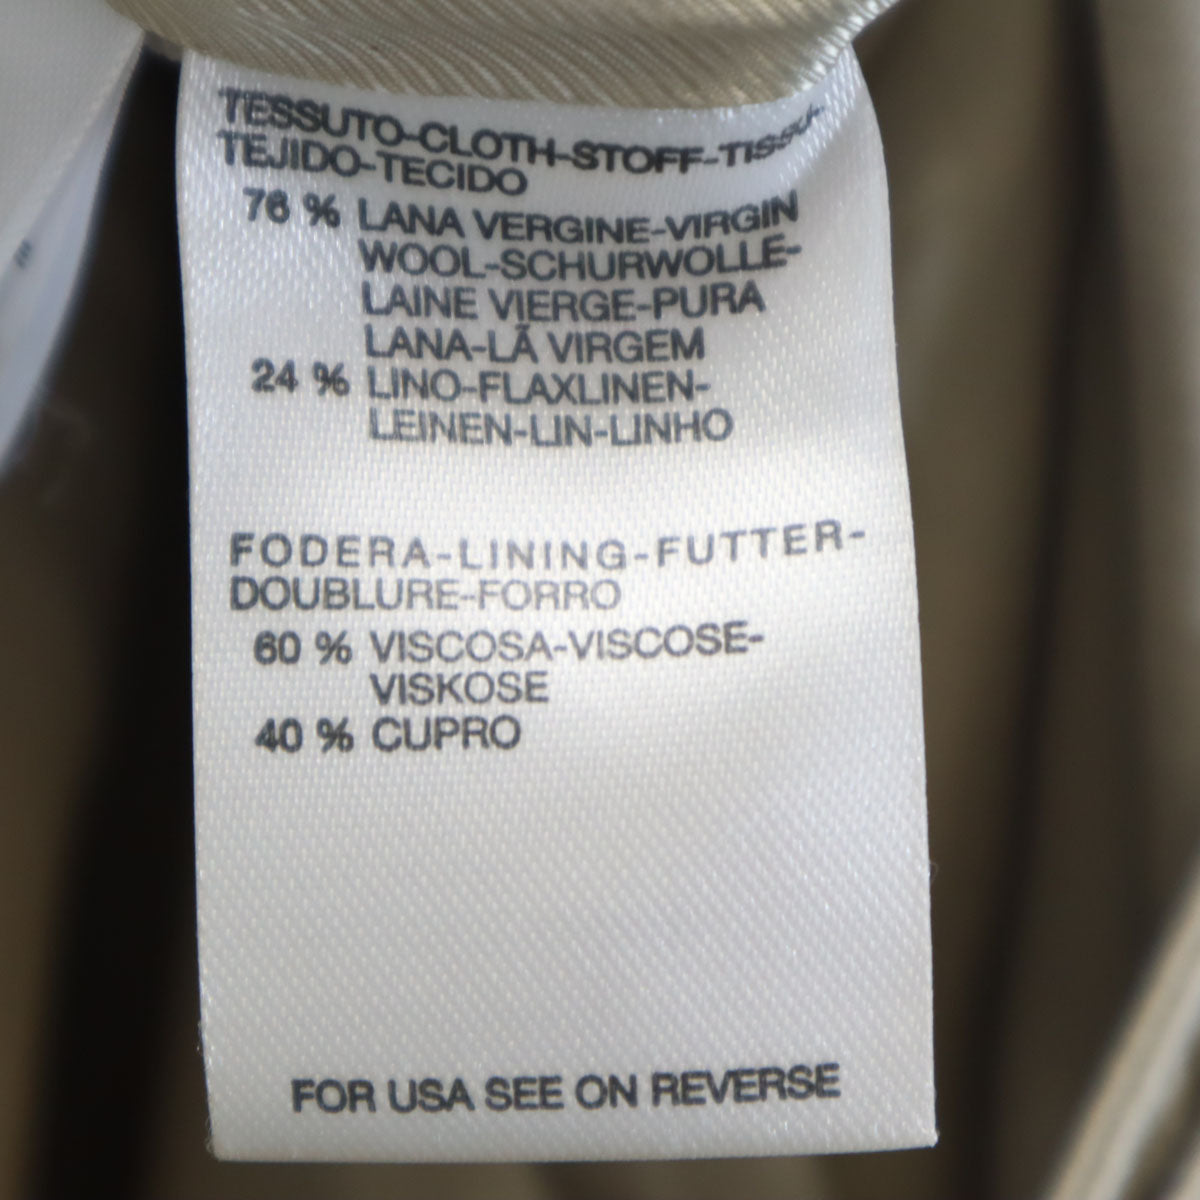 TESSUTO-CLOTH-STOFF-TISSU-
TEJIDO-TECIDO
76 % LANA VERGINE-VIRGIN
WOOL-SCHURWOLLE-
LAINE VIERGE-PURA
LANA-LÃ VIRGEM
24 % LINO-FLAXLINEN-
LEINEN-LIN-LINHO
FODERA-LINING-FUTTER-
DOUBLURE-FORRO
60 % VISCOSA-VISCOSE-
VISKOSE
40 % CUPRO
FOR USA SEE ON REVERSE